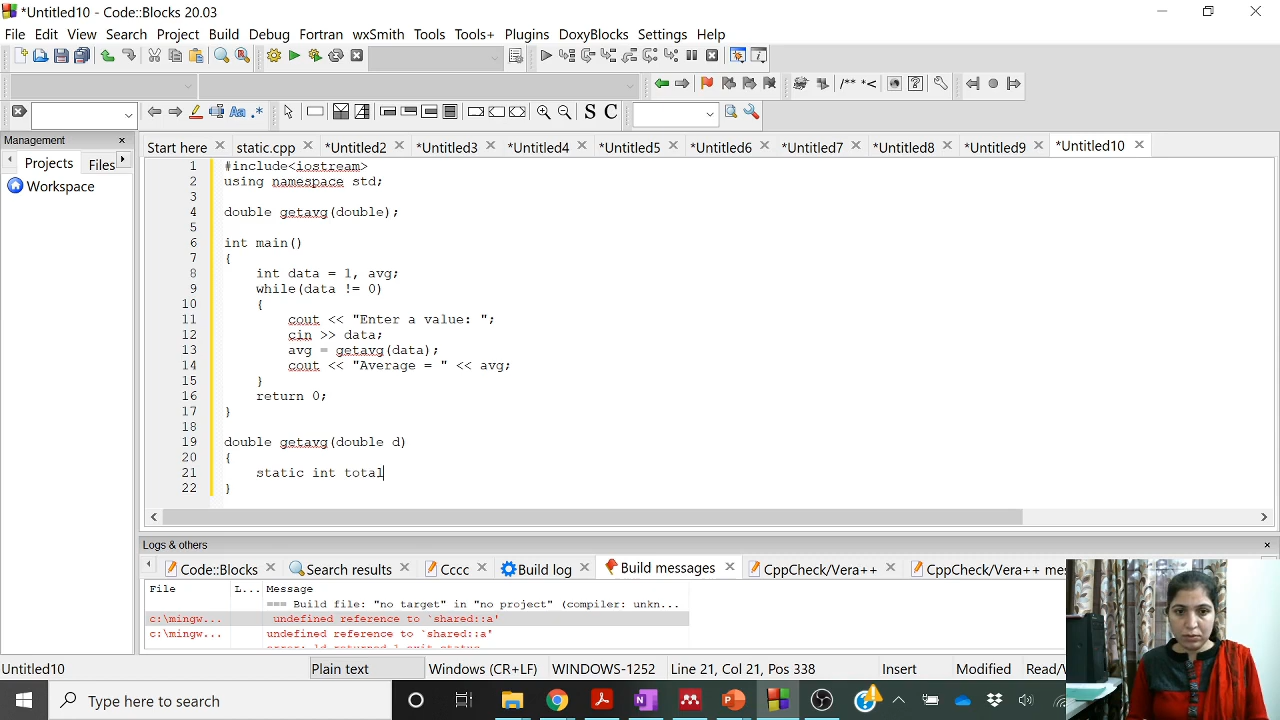 *Untitled10 - Code::Blocks 20.03
File Edit View Search Project Build Debug Fortran wxSmith Tools Tools+ Plugins DoxyBlocks Settings Help
/** *<
Aa .* S C
Management
Projects Files
Workspace
Start here static.cpp *Untitled2 *Untitled3 *Untitled4 *Untitled5 *Untitled6 *Untitled7 *Untitled8 *Untitled9 *Untitled10
1 #include<iostream>
2 using namespace std;
3
4 double getavg(double);
5
6 int main()
7 {
8 int data = 1, avg;
9 while(data != 0)
10 {
11 cout << "Enter a value: ";
12 cin >> data;
13 avg = getavg(data);
14 cout << "Average = " << avg;
15 }
16 return 0;
17 }
18
19 double getavg(double d)
20 {
21 static int total
22 }
Logs & others
Code::Blocks Search results Cccc Build log Build messages CppCheck/Vera++ CppCheck/Vera++ mes
File L... Message
=== Build file: "no target" in "no project" (compiler: unkn...
c:\mingw... undefined reference to `shared::a'
c:\mingw... undefined reference to `shared::a'
error: ld returned 1 exit status
Untitled10 Plain text Windows (CR+LF) WINDOWS-1252 Line 21, Col 21, Pos 338 Insert Modified Read/W
Type here to search